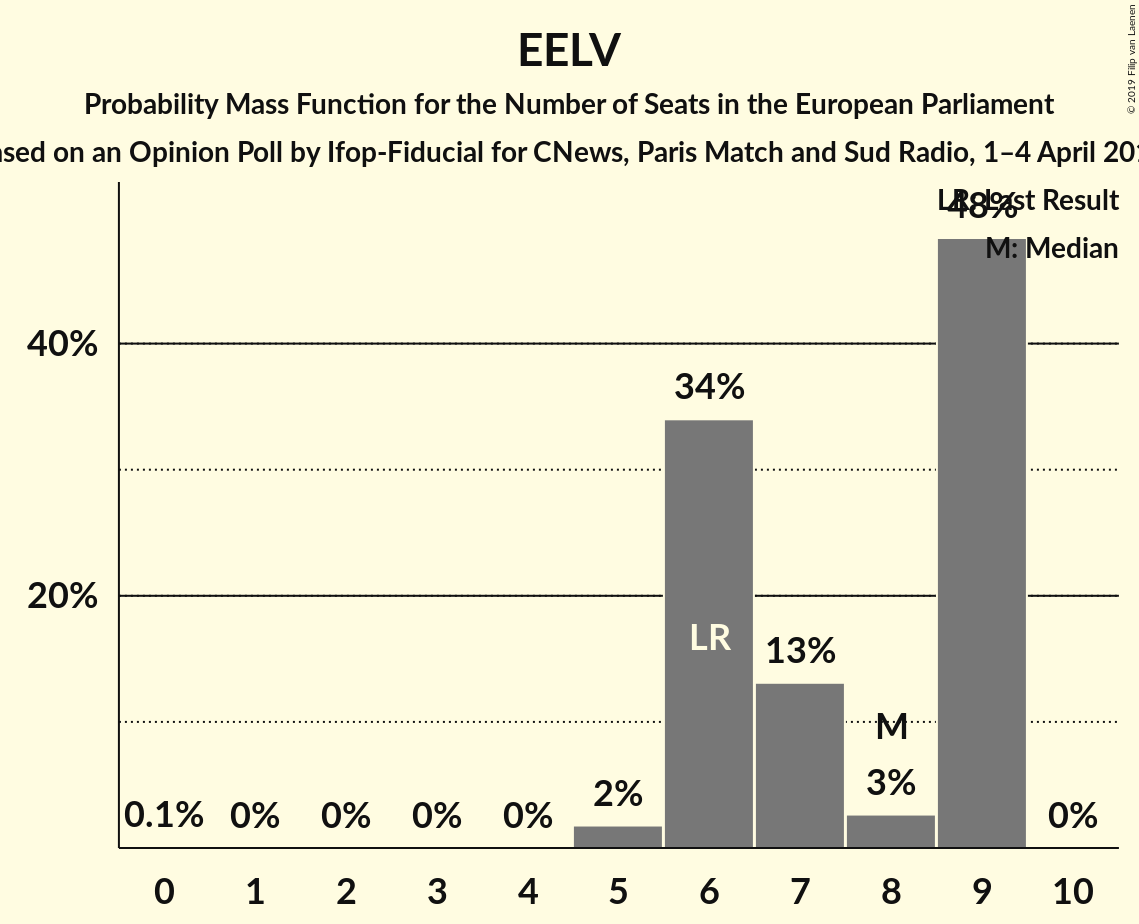 EELV
Probability Mass Function for the Number of Seats in the European Parliament
on an Opinion Poll by Ifop-Fiducial for CNews, Paris Match and Sud Radio, 1–4 April
© 2019 Filip van Laenen
LR: Last Result
48%
M: Median
40%
34%
20%
LR
13%
M
3%
2%
0.1% 0% 0% 0% 0% 0%
0 1 2 3 4 5 6 7 8 9 10